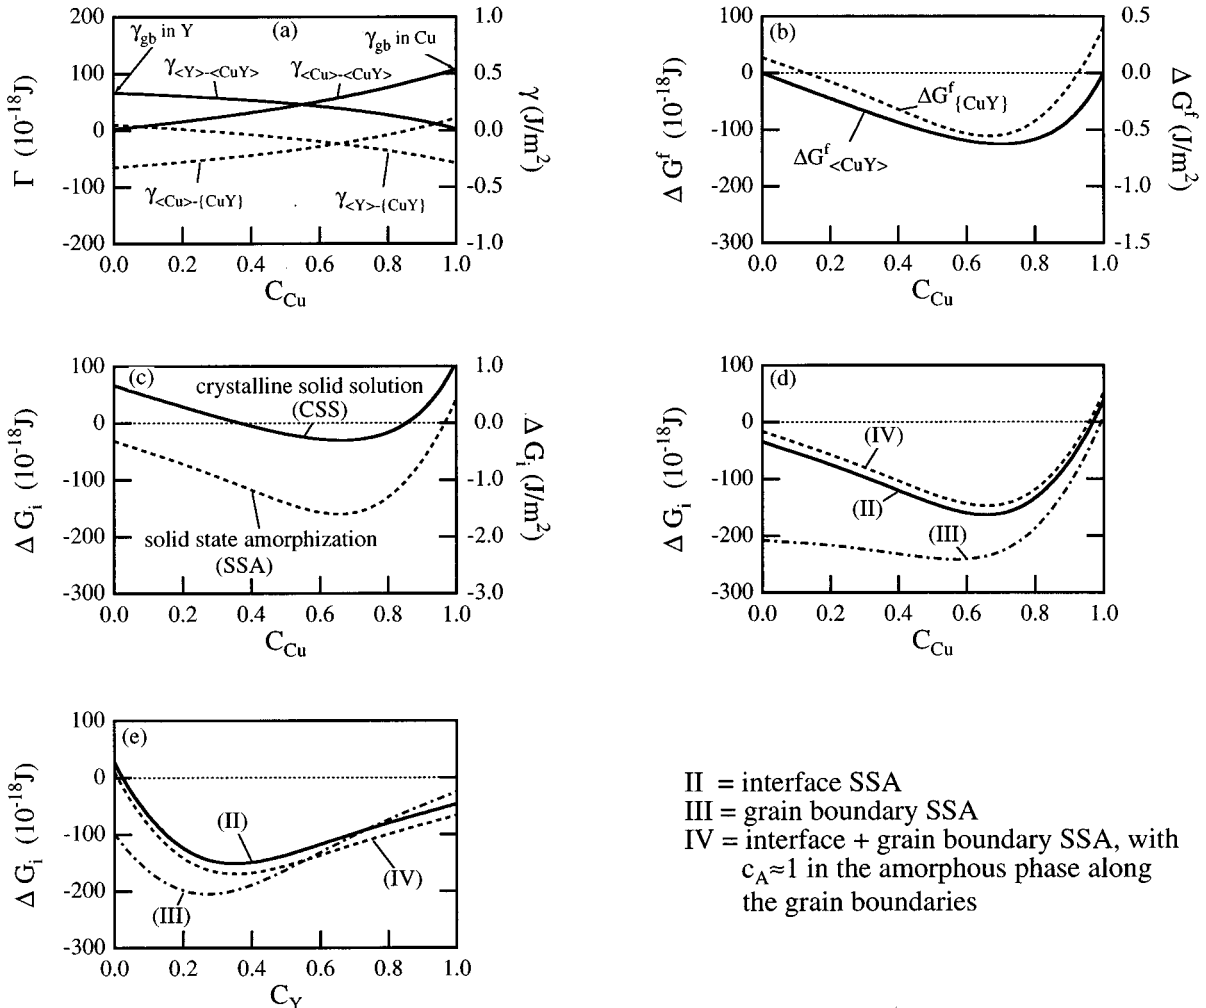 (a)
γgb in Y
γgb in Cu
γ<Y>-<CuY>
γ<Cu>-<CuY>
γ<Cu>-{CuY}
γ<Y>-{CuY}
200
100
0
-100
-200
Γ (10-18J)
1.0
0.5
0.0
-0.5
-1.0
γ (J/m2)
0.0 0.2 0.4 0.6 0.8 1.0
CCu
(b)
ΔGf{CuY}
ΔGf<CuY>
100
0
-100
-200
-300
ΔGf (10-18J)
0.5
0.0
-0.5
-1.0
-1.5
ΔGf (J/m2)
0.0 0.2 0.4 0.6 0.8 1.0
CCu
(c)
crystalline solid solution
(CSS)
solid state amorphization
(SSA)
100
0
-100
-200
-300
ΔGi (10-18J)
1.0
0.0
-1.0
-2.0
-3.0
ΔGi (J/m2)
0.0 0.2 0.4 0.6 0.8 1.0
CCu
(d)
(IV)
(II)
(III)
100
0
-100
-200
-300
ΔGi (10-18J)
0.0 0.2 0.4 0.6 0.8 1.0
CCu
(e)
(II)
(IV)
(III)
100
0
-100
-200
-300
ΔGi (10-18J)
0.0 0.2 0.4 0.6 0.8 1.0
CY
II = interface SSA
III = grain boundary SSA
IV = interface + grain boundary SSA, with
cA≈1 in the amorphous phase along
the grain boundaries